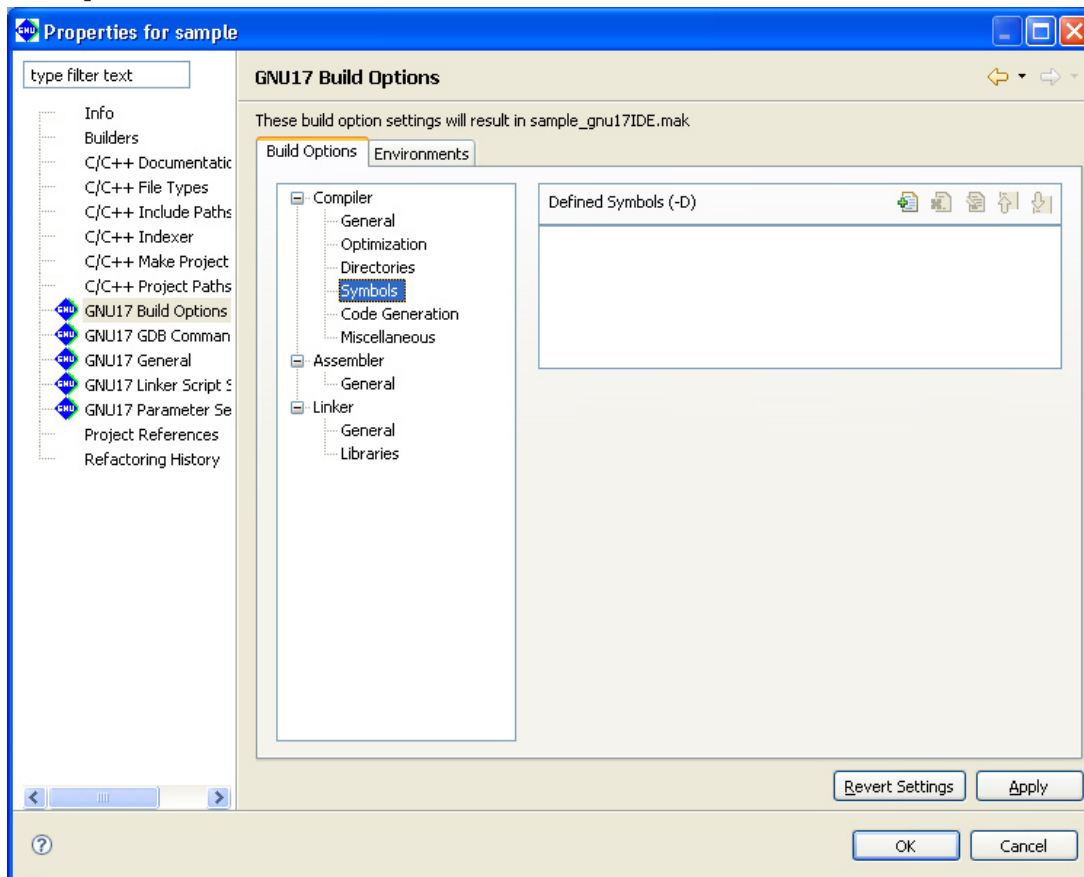 Properties for sample
type filter text
Info
Builders
C/C++ Documentatic
C/C++ File Types
C/C++ Include Paths
C/C++ Indexer
C/C++ Make Project
C/C++ Project Paths
GNU17 Build Options
GNU17 GDB Comman
GNU17 General
GNU17 Linker Script S
GNU17 Parameter Se
Project References
Refactoring History
GNU17 Build Options
These build option settings will result in sample_gnu17IDE.mak
Build Options Environments
Compiler
General
Optimization
Directories
Symbols
Code Generation
Miscellaneous
Assembler
General
Linker
General
Libraries
Defined Symbols (-D)
Revert Settings Apply
? OK Cancel